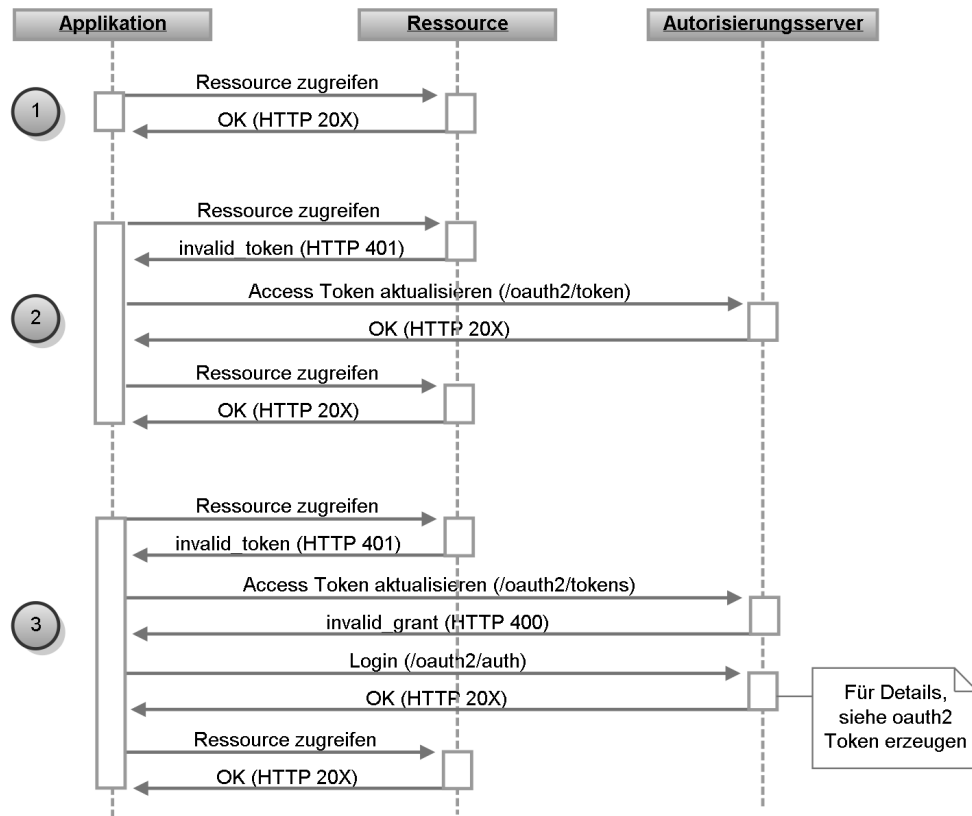 Applikation
Ressource
Autorisierungsserver
1
Ressource zugreifen
OK (HTTP 20X)
2
Ressource zugreifen
invalid_token (HTTP 401)
Access Token aktualisieren (/oauth2/token)
OK (HTTP 20X)
Ressource zugreifen
OK (HTTP 20X)
3
Ressource zugreifen
invalid_token (HTTP 401)
Access Token aktualisieren (/oauth2/tokens)
invalid_grant (HTTP 400)
Login (/oauth2/auth)
OK (HTTP 20X)
Für Details,
siehe oauth2
Token erzeugen
Ressource zugreifen
OK (HTTP 20X)